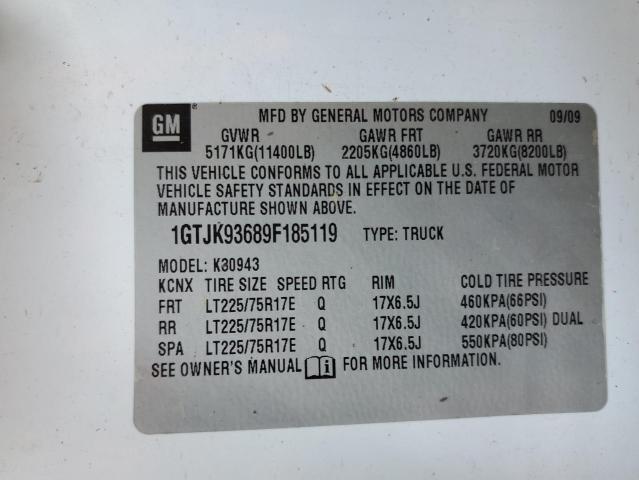 GM ® MFD BY GENERAL MOTORS COMPANY 09/09
GVWR GAWR FRT GAWR RR
5171KG(11400LB) 2205KG(4860LB) 3720KG(8200LB)
THIS VEHICLE CONFORMS TO ALL APPLICABLE U.S. FEDERAL MOTOR
VEHICLE SAFETY STANDARDS IN EFFECT ON THE DATE OF
MANUFACTURE SHOWN ABOVE.
1GTJK93689F185119 TYPE: TRUCK
MODEL: K30943
KCNX TIRE SIZE SPEED RTG RIM COLD TIRE PRESSURE
FRT LT225/75R17E Q 17X6.5J 460KPA(66PSI)
RR LT225/75R17E Q 17X6.5J 420KPA(60PSI) DUAL
SPA LT225/75R17E Q 17X6.5J 550KPA(80PSI)
SEE OWNER'S MANUAL i FOR MORE INFORMATION.